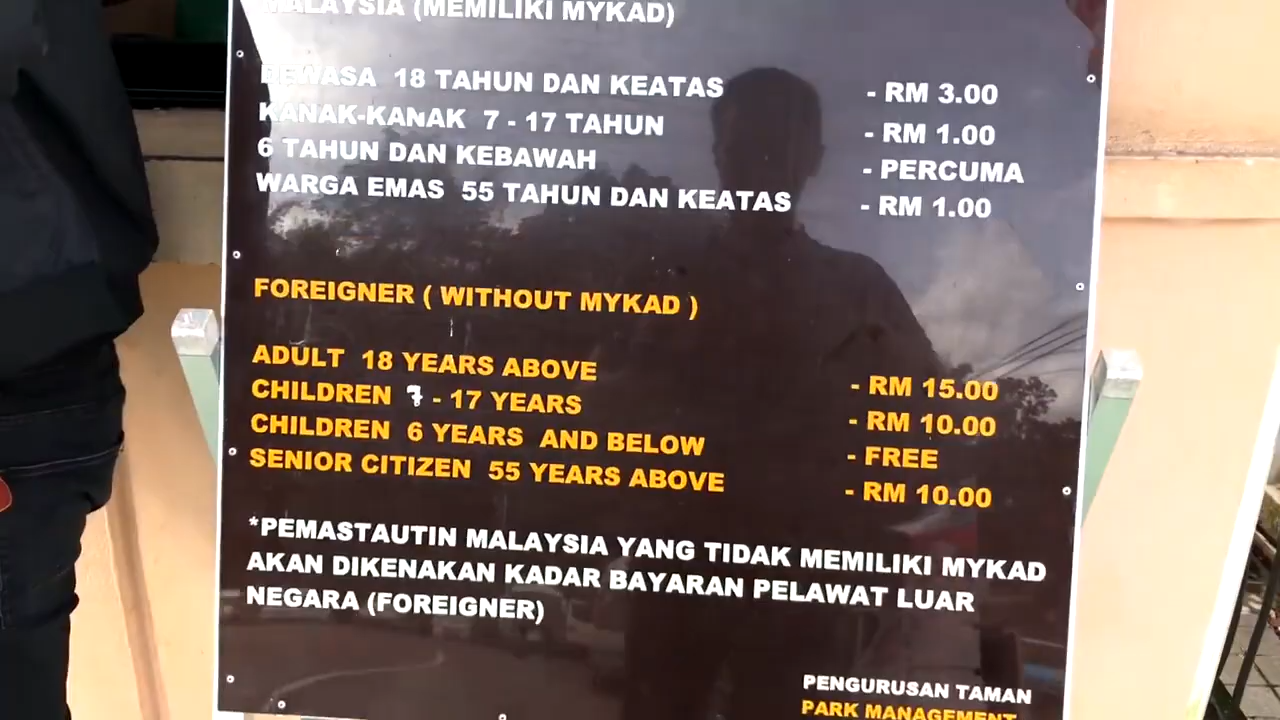 MALAYSIA (MEMILIKI MYKAD)
DEWASA 18 TAHUN DAN KEATAS - RM 3.00
KANAK-KANAK 7 - 17 TAHUN - RM 1.00
6 TAHUN DAN KEBAWAH - PERCUMA
WARGA EMAS 55 TAHUN DAN KEATAS - RM 1.00
FOREIGNER ( WITHOUT MYKAD )
ADULT 18 YEARS ABOVE - RM 15.00
CHILDREN 7 - 17 YEARS - RM 10.00
CHILDREN 6 YEARS AND BELOW - FREE
SENIOR CITIZEN 55 YEARS ABOVE - RM 10.00
*PEMASTAUTIN MALAYSIA YANG TIDAK MEMILIKI MYKAD
AKAN DIKENAKAN KADAR BAYARAN PELAWAT LUAR
NEGARA (FOREIGNER)
PENGURUSAN TAMAN
PARK MANAGEMENT